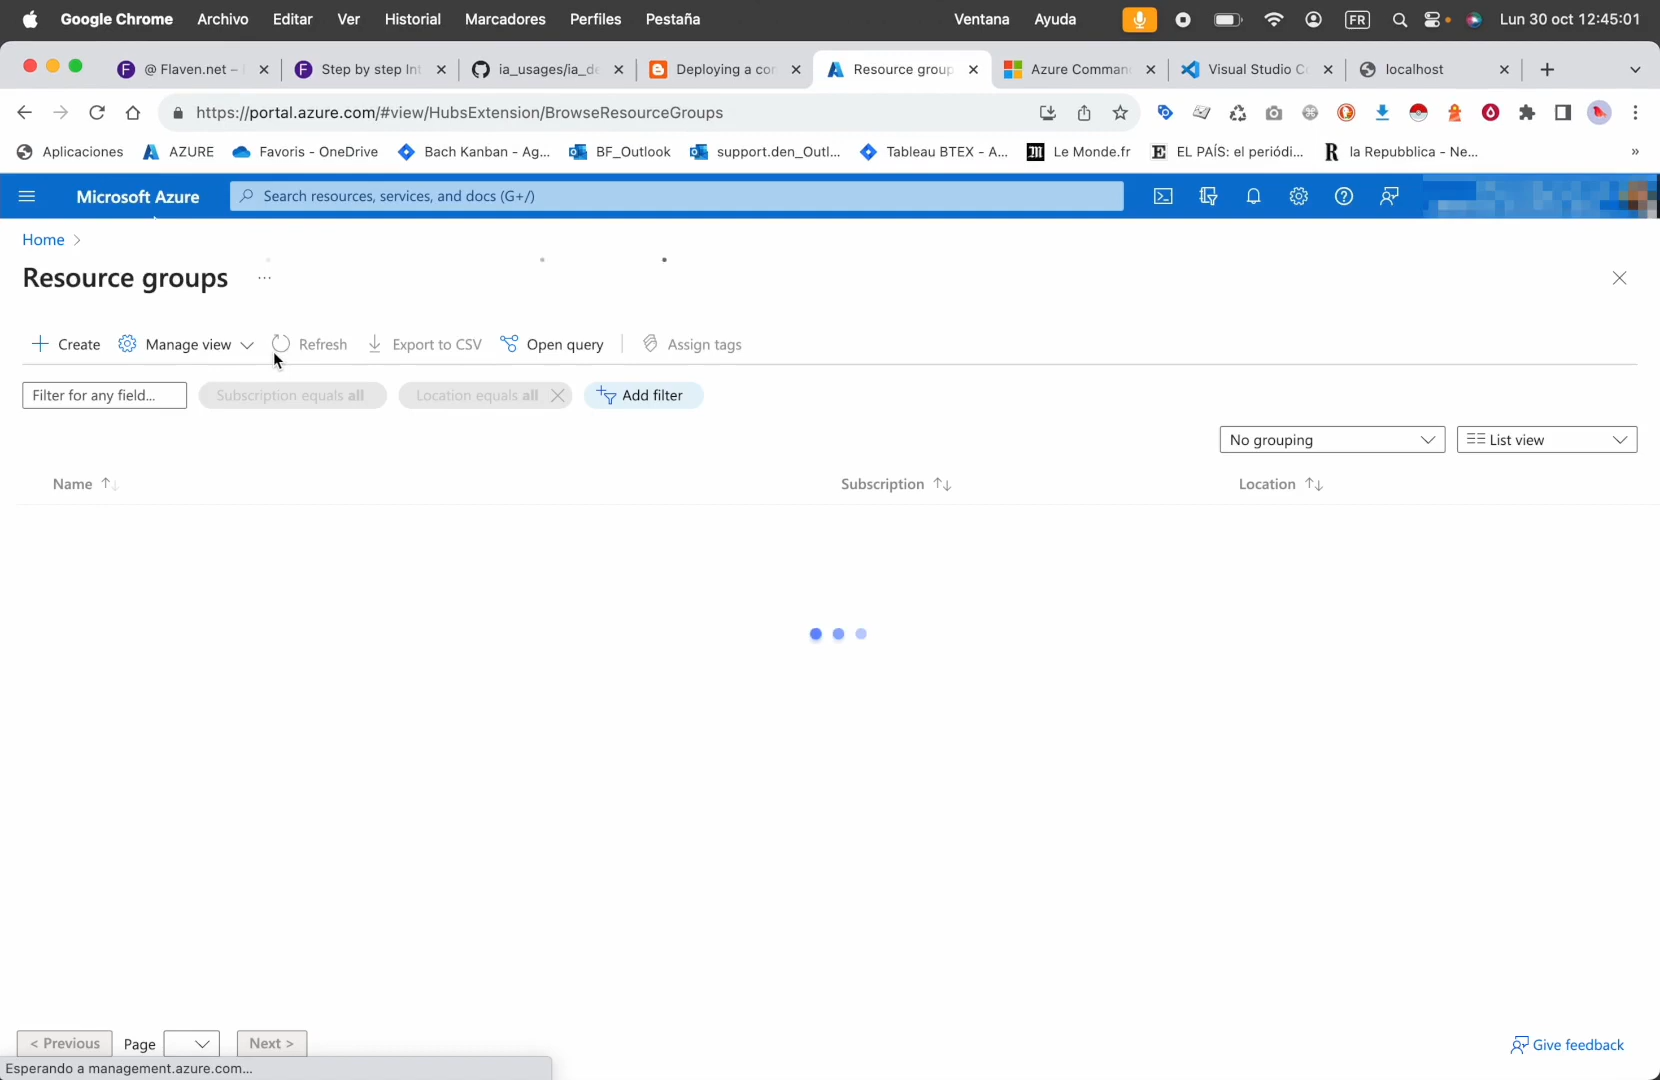 Google Chrome Archivo Editar Ver Historial Marcadores Perfiles Pestaña Ventana Ayuda FR Lun 30 oct 12:45:01
@ Flaven.net – Step by step Int ia_usages/ia_de Deploying a cor Resource group Azure Comman Visual Studio C localhost
https://portal.azure.com/#view/HubsExtension/BrowseResourceGroups
Aplicaciones AZURE Favoris - OneDrive Bach Kanban - Ag... BF_Outlook support.den_Outl... Tableau BTEX - A... Le Monde.fr EL PAÍS: el periódi... la Repubblica - Ne... »
Microsoft Azure Search resources, services, and docs (G+/)
Home >
Resource groups ...
Create Manage view Refresh Export to CSV Open query Assign tags
Filter for any field... Subscription equals all Location equals all Add filter
No grouping List view
Name Subscription Location
< Previous Page Next > Give feedback
Esperando a management.azure.com...